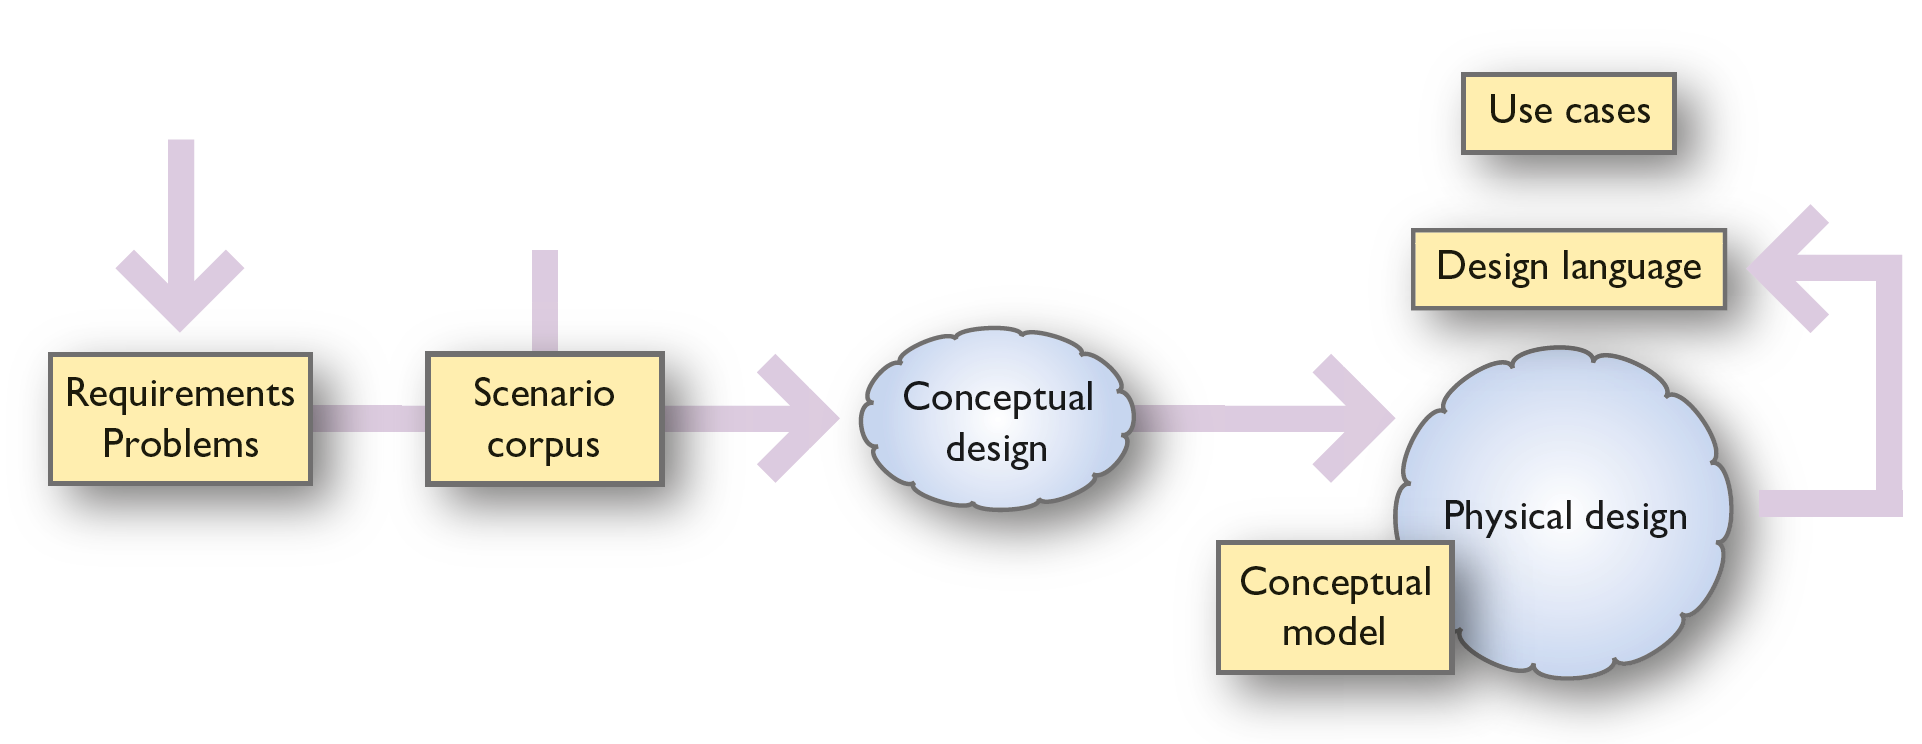 Use cases
Design language
Requirements
Problems
Scenario
corpus
Conceptual
design
Physical design
Conceptual
model